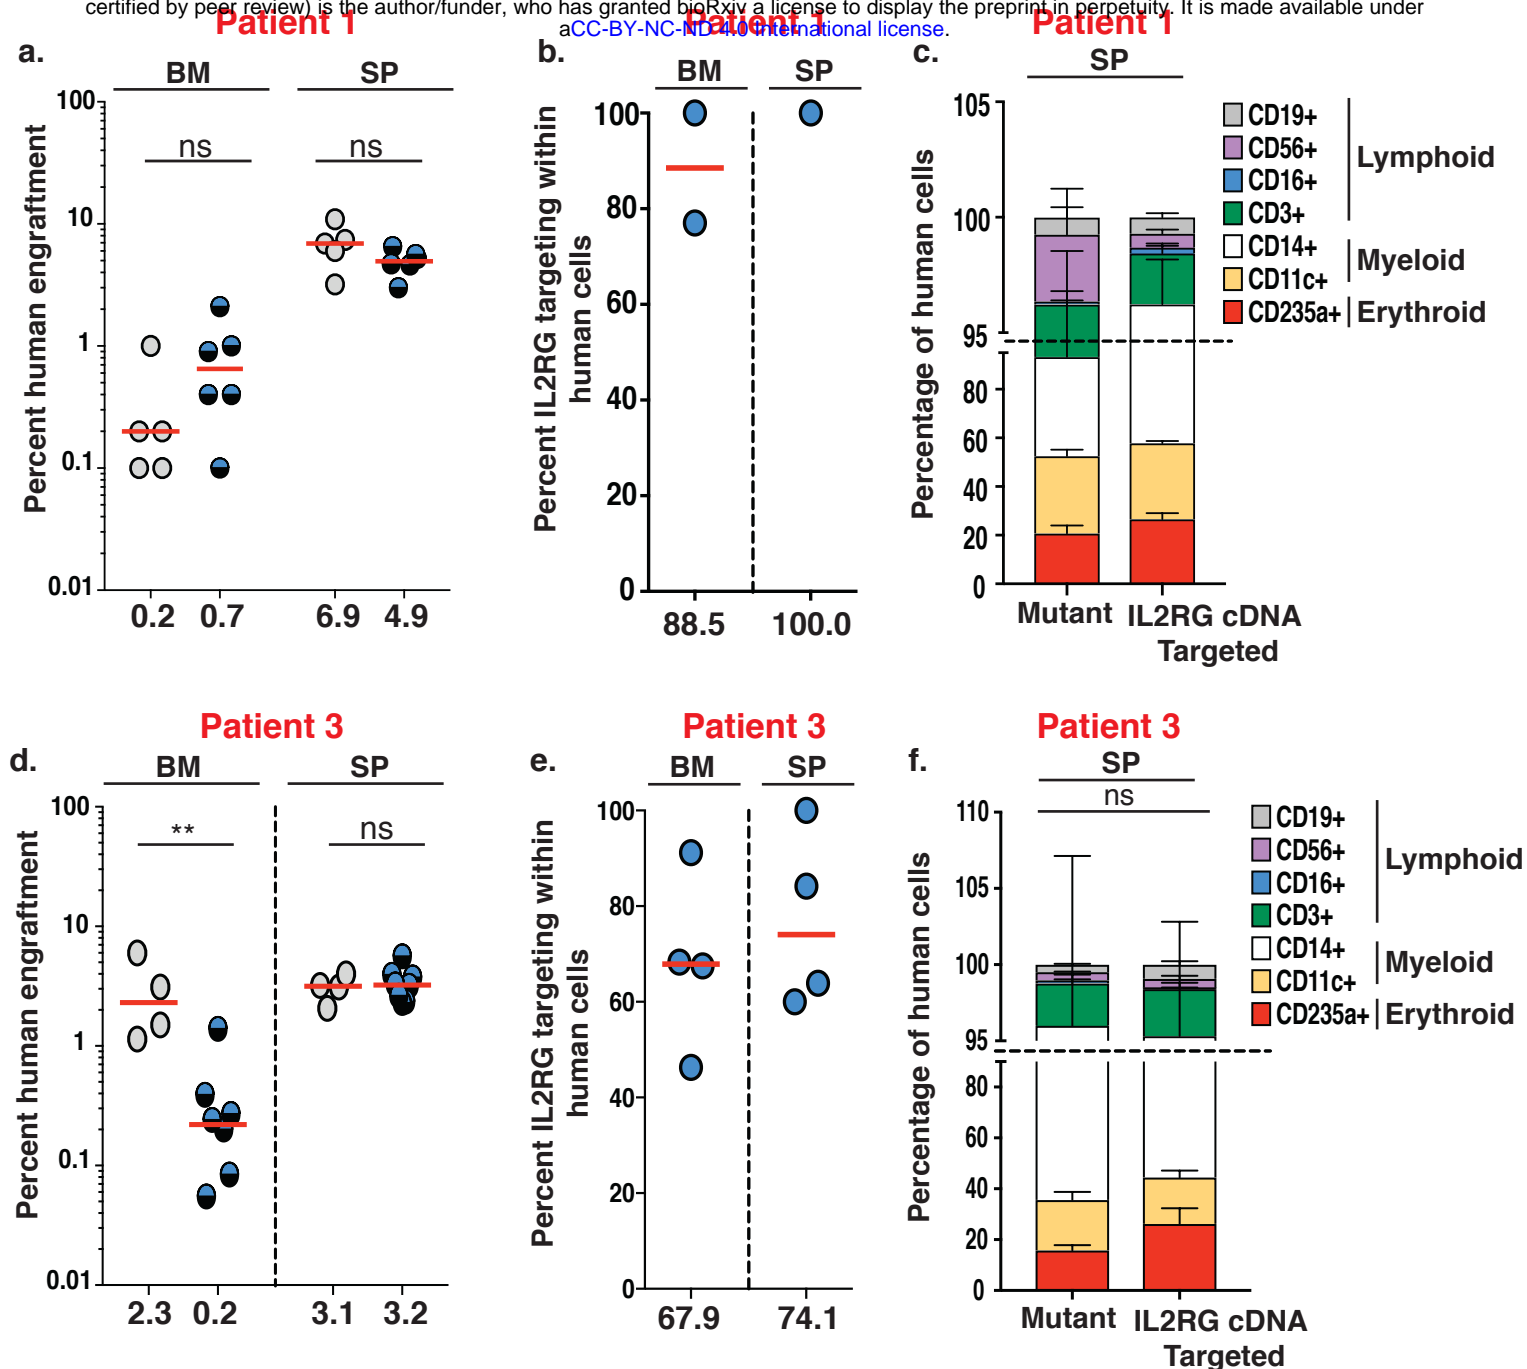 certified by peer review) is the author/funder, who has granted bioRxiv a license to display the preprint in perpetuity. It is made available under
aCC-BY-NC-ND 4.0 International license.
Patient 1
Patient 1
Patient 1
a.
BM
SP
ns
ns
Percent human engraftment
100
10
1
0.1
0.01
0.2
0.7
6.9
4.9
b.
BM
SP
Percent IL2RG targeting within
human cells
100
80
60
40
20
0
88.5
100.0
c.
SP
Percentage of human cells
105
100
95
80
60
40
20
0
Mutant
IL2RG cDNA
Targeted
CD19+
CD56+
CD16+
CD3+
CD14+
CD11c+
CD235a+
Lymphoid
Myeloid
Erythroid
Patient 3
Patient 3
Patient 3
d.
BM
SP
**
ns
Percent human engraftment
100
10
1
0.1
0.01
2.3
0.2
3.1
3.2
e.
BM
SP
Percent IL2RG targeting within
human cells
100
80
60
40
20
0
67.9
74.1
f.
SP
ns
Percentage of human cells
110
105
100
95
80
60
40
20
0
Mutant
IL2RG cDNA
Targeted
CD19+
CD56+
CD16+
CD3+
CD14+
CD11c+
CD235a+
Lymphoid
Myeloid
Erythroid